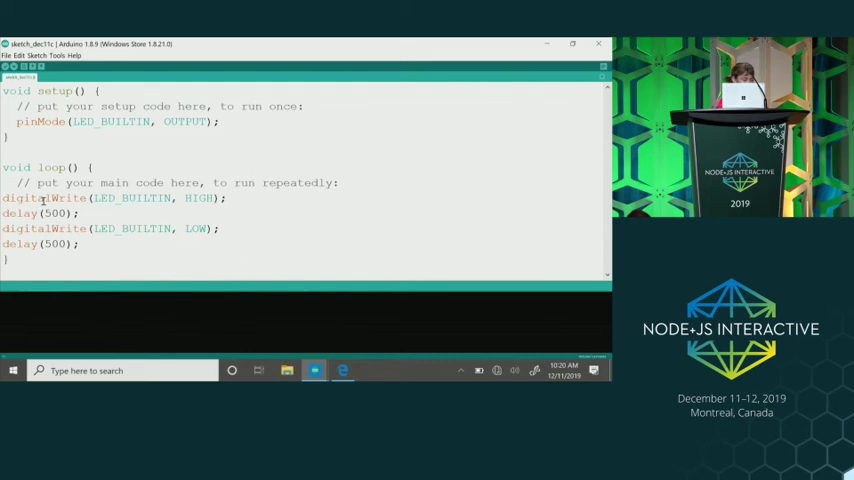 sketch_dec11c | Arduino 1.8.9 (Windows Store 1.8.21.0)
File Edit Sketch Tools Help
void setup() {
// put your setup code here, to run once:
pinMode(LED_BUILTIN, OUTPUT);
}
void loop() {
// put your main code here, to run repeatedly:
digitalWrite(LED_BUILTIN, HIGH);
delay(500);
digitalWrite(LED_BUILTIN, LOW);
delay(500);
}
Type here to search
10:20 AM
12/11/2019
NODE+JS INTERACTIVE
2019
NODE+JS INTERACTIVE
December 11–12, 2019
Montreal, Canada